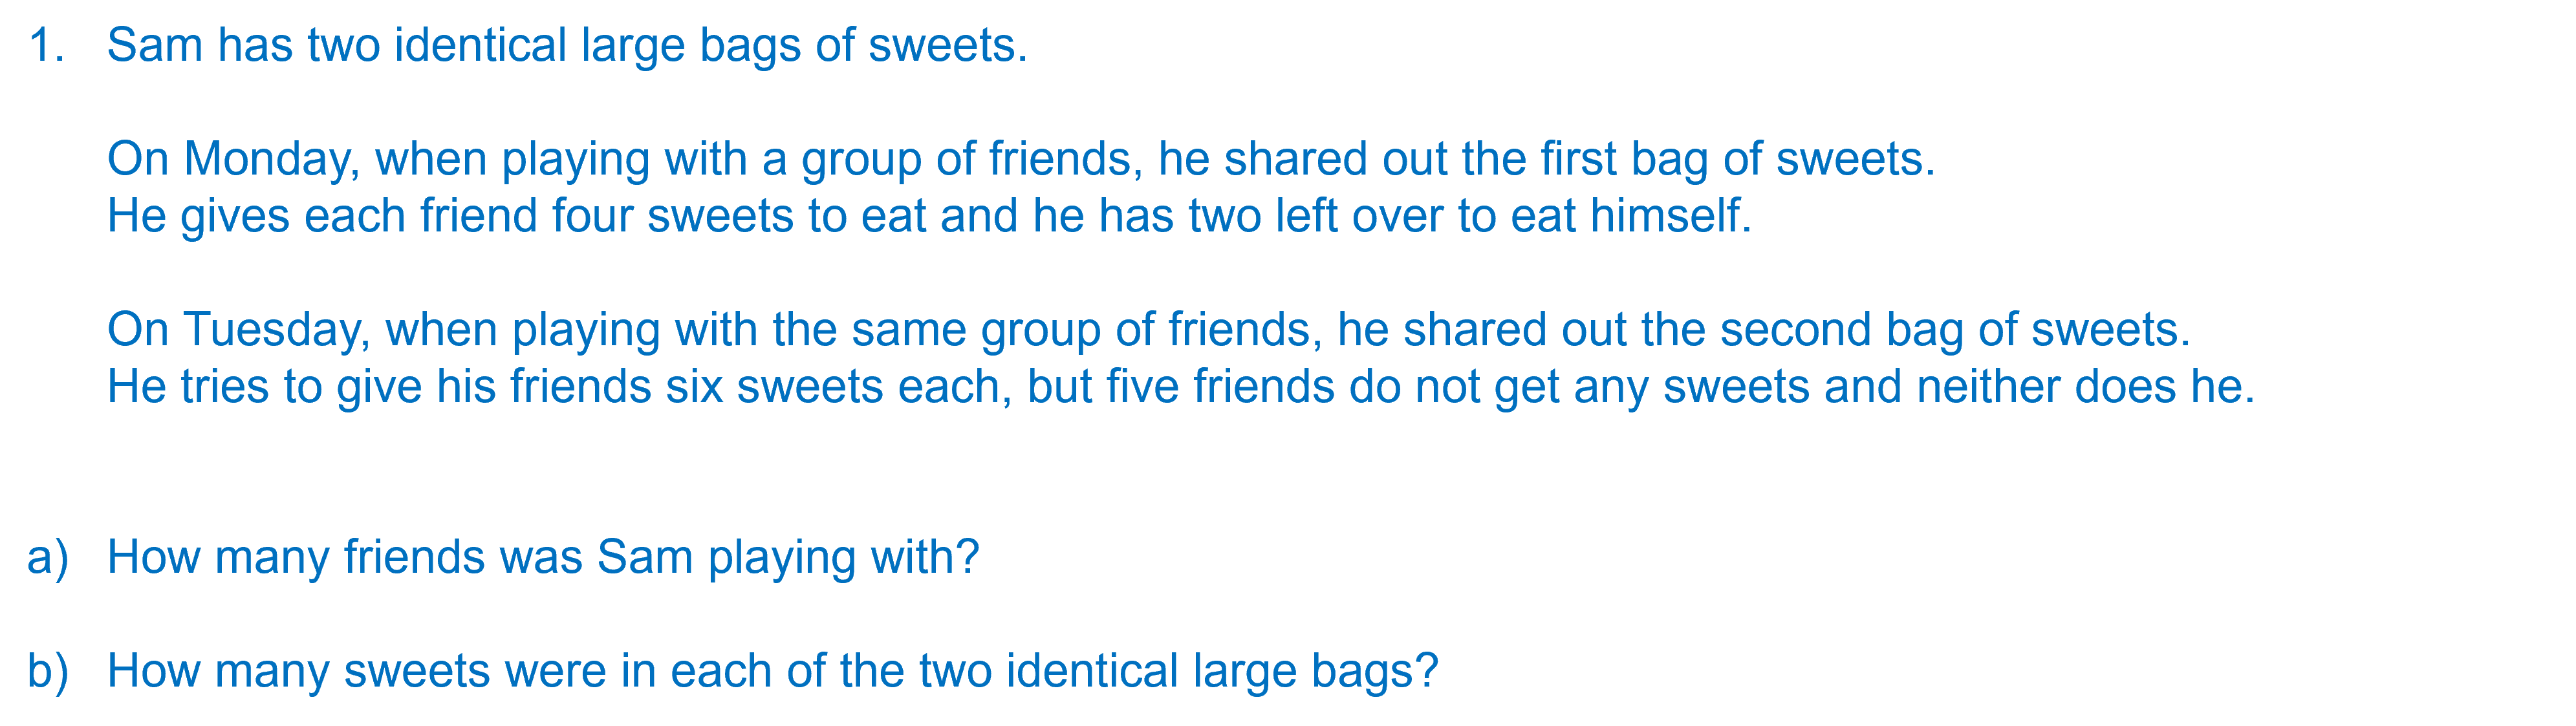 1. Sam has two identical large bags of sweets.
On Monday, when playing with a group of friends, he shared out the first bag of sweets.
He gives each friend four sweets to eat and he has two left over to eat himself.
On Tuesday, when playing with the same group of friends, he shared out the second bag of sweets.
He tries to give his friends six sweets each, but five friends do not get any sweets and neither does he.
a) How many friends was Sam playing with?
b) How many sweets were in each of the two identical large bags?